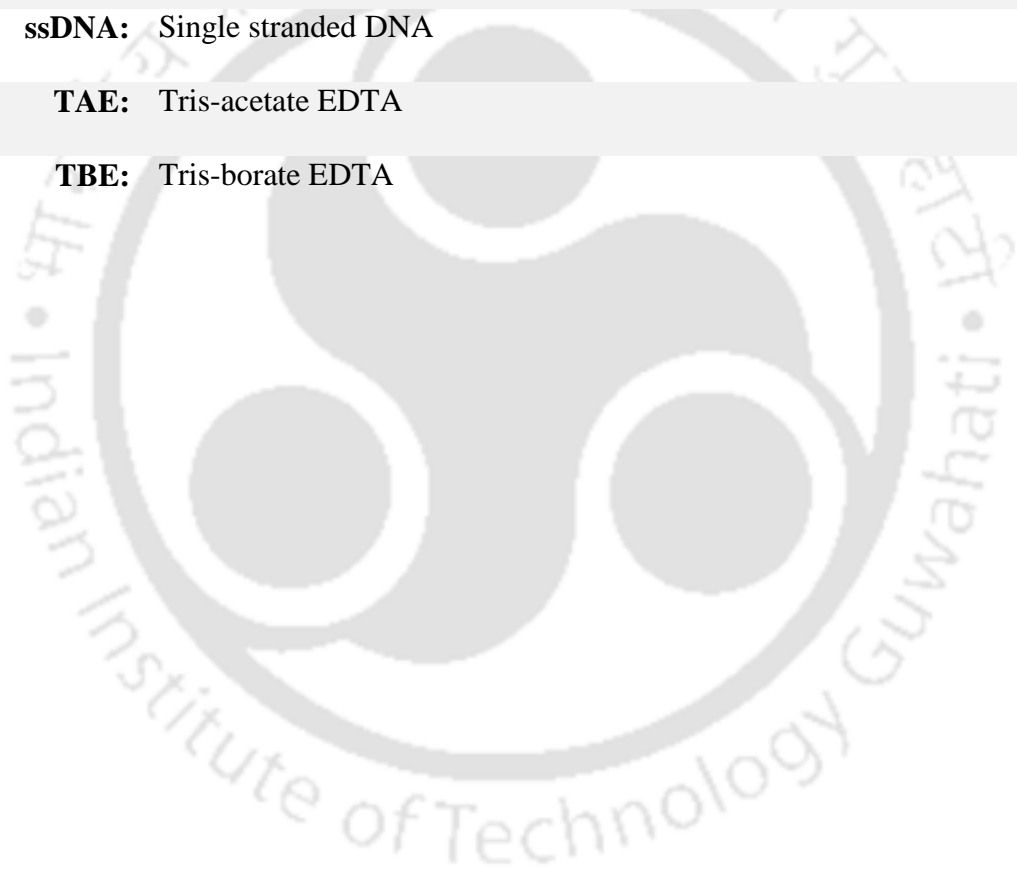 ssDNA: Single stranded DNA
TAE: Tris-acetate EDTA
TBE: Tris-borate EDTA
Indian Institute of Technology Guwahati